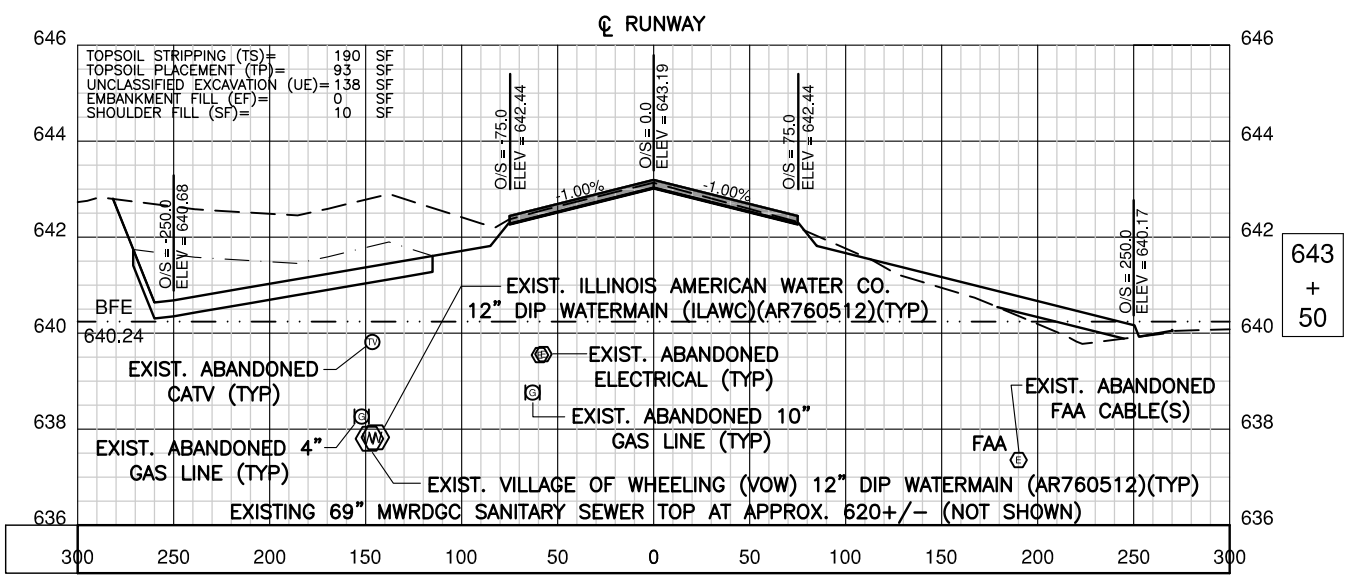 ℄ RUNWAY
646 646
TOPSOIL STRIPPING (TS)= 190 SF
TOPSOIL PLACEMENT (TP)= 93 SF
UNCLASSIFIED EXCAVATION (UE)= 138 SF
EMBANKMENT FILL (EF)= 0 SF
SHOULDER FILL (SF)= 10 SF
O/S = -250.0
ELEV = 640.68
O/S = -75.0
ELEV = 642.44
O/S = 0.0
ELEV = 643.19
O/S = 75.0
ELEV = 642.44
O/S = 250.0
ELEV = 640.17
644 644
-1.00% -1.00%
642 642
643
+
50
BFE
640.24
640 640
EXIST. ILLINOIS AMERICAN WATER CO.
12" DIP WATERMAIN (ILAWC)(AR760512)(TYP)
TV
EXIST. ABANDONED
CATV (TYP)
EXIST. ABANDONED
ELECTRICAL (TYP)
G
EXIST. ABANDONED 10"
GAS LINE (TYP)
EXIST. ABANDONED
FAA CABLE(S)
638 638
G
EXIST. ABANDONED 4"
GAS LINE (TYP)
FAA
E
EXIST. VILLAGE OF WHEELING (VOW) 12" DIP WATERMAIN (AR760512)(TYP)
EXISTING 69" MWRDGC SANITARY SEWER TOP AT APPROX. 620+/- (NOT SHOWN)
636 636
300 250 200 150 100 50 0 50 100 150 200 250 300